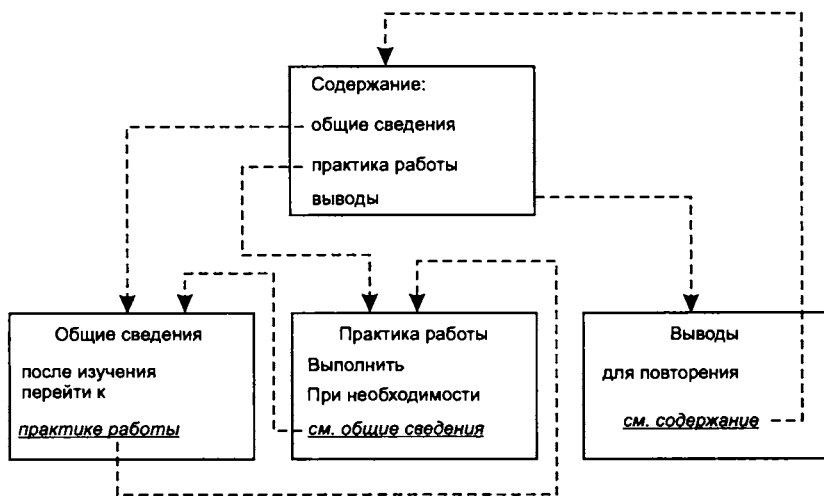 Содержание:
общие сведения
практика работы
выводы
Общие сведения
после изучения
перейти к
практике работы
Практика работы
Выполнить
При необходимости
см. общие сведения
Выводы
для повторения
см. содержание